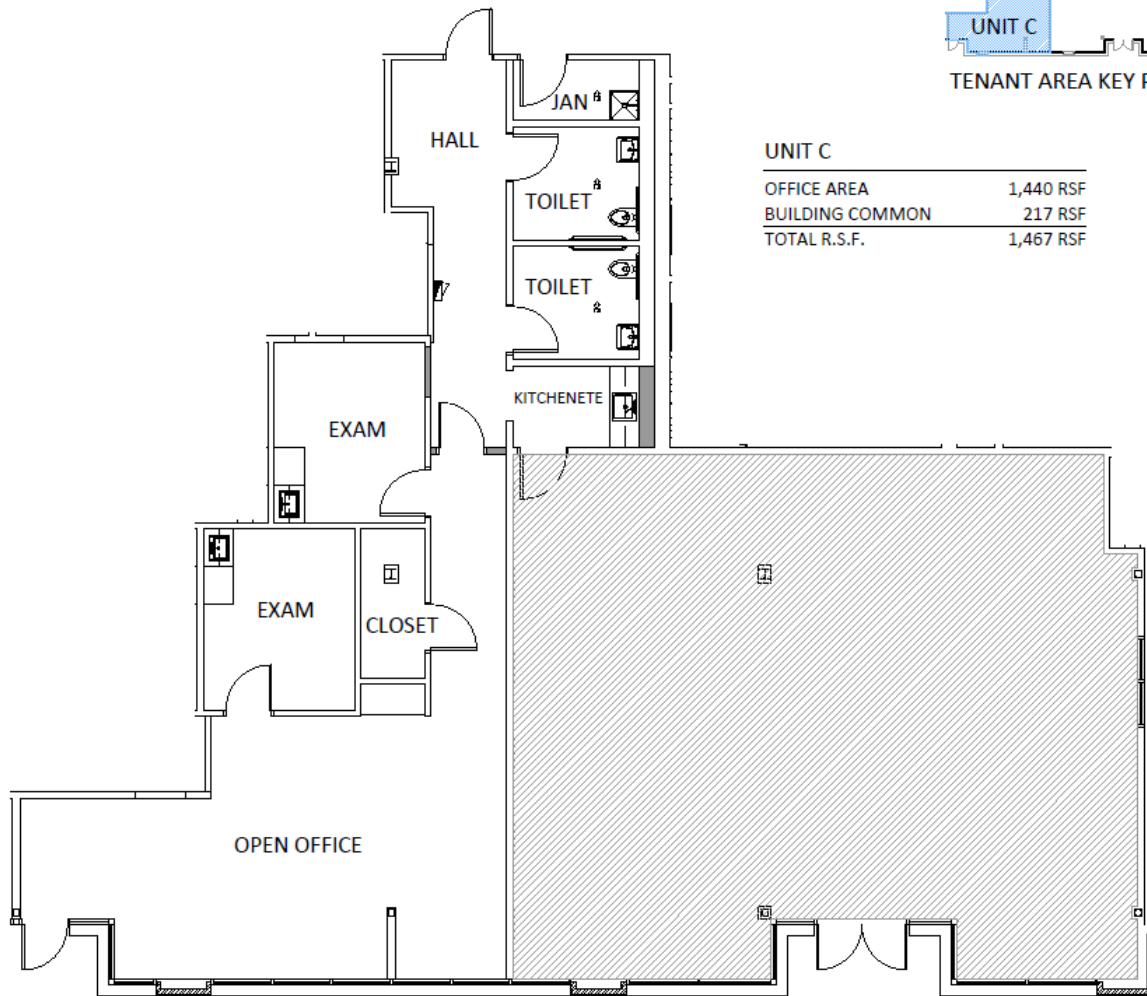 UNIT C
TENANT AREA KEY
UNIT C
OFFICE AREA 1,440 RSF
BUILDING COMMON 217 RSF
TOTAL R.S.F. 1,467 RSF
JAN
HALL
TOILET
TOILET
KITCHENETE
EXAM
EXAM
CLOSET
OPEN OFFICE